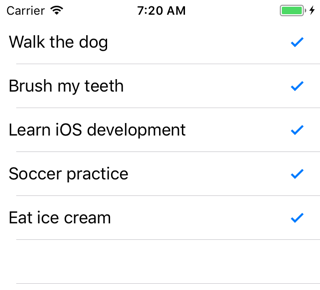 Carrier 7:20 AM
Walk the dog
Brush my teeth
Learn iOS development
Soccer practice
Eat ice cream